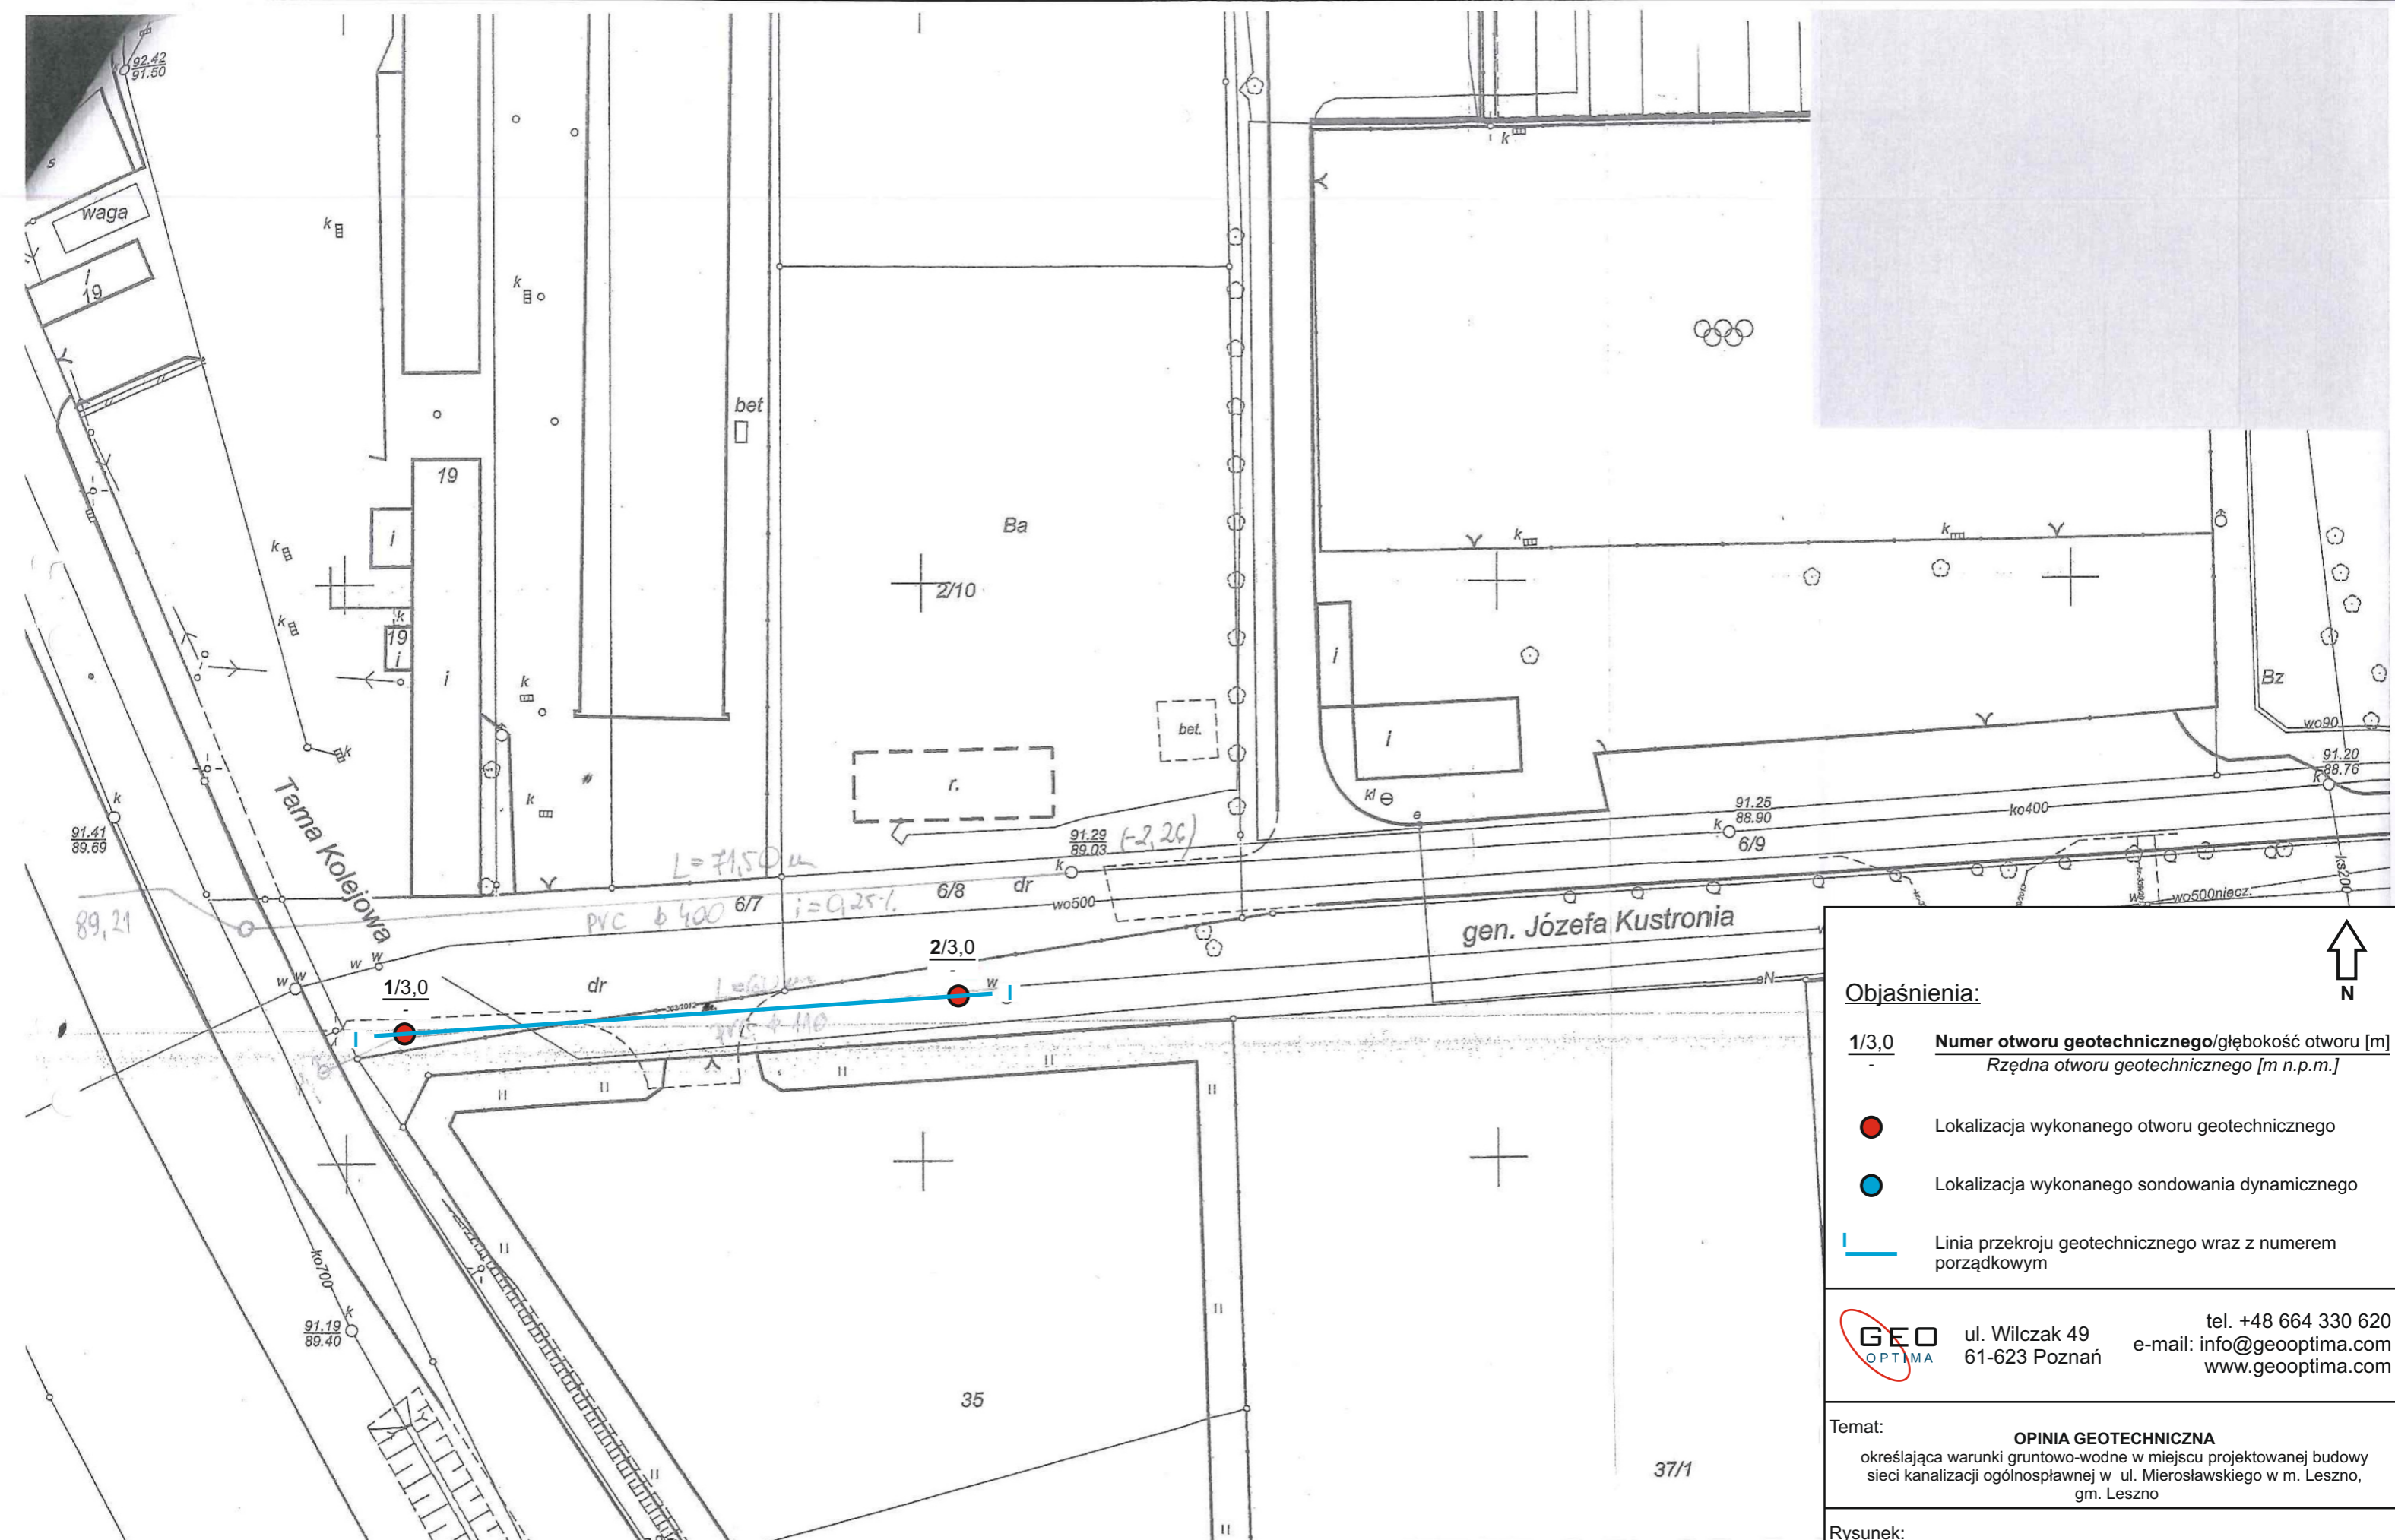 92.42
91.50
s
waga
i
19
k
k
k
bet
19
Ba
i
k
k
k
2/10
k
19
i
i
k
k
i
Bz
bet.
i
wo90
k
r.
k
kl
e
91.20
88.76
k
91.41
89.69
Tama Kolejowa
91.29
89.03
(-2,26)
k
91.25
88.90
k
ko400
6/9
L = 71,50 m
6/7
6/8
dr
PVC ϕ 400
i = 0,25%
wo500
wo500niecz.
ks200
89,21
gen. Józefa Kustronia
w
w
w
w
1/3,0
-
dr
2/3,0
-
w
I
I
eN
ko700
k
91.19
89.40
35
37/1
N
Objaśnienia:
1/3,0 Numer otworu geotechnicznego/głębokość otworu [m]
- Rzędna otworu geotechnicznego [m n.p.m.]
Lokalizacja wykonanego otworu geotechnicznego
Lokalizacja wykonanego sondowania dynamicznego
I Linia przekroju geotechnicznego wraz z numerem
porządkowym
GEO
OPTIMA
ul. Wilczak 49
61-623 Poznań
tel. +48 664 330 620
e-mail: info@geooptima.com
www.geooptima.com
Temat:
OPINIA GEOTECHNICZNA
określająca warunki gruntowo-wodne w miejscu projektowanej budowy
sieci kanalizacji ogólnospławnej w ul. Mierosławskiego w m. Leszno,
gm. Leszno
Rysunek: